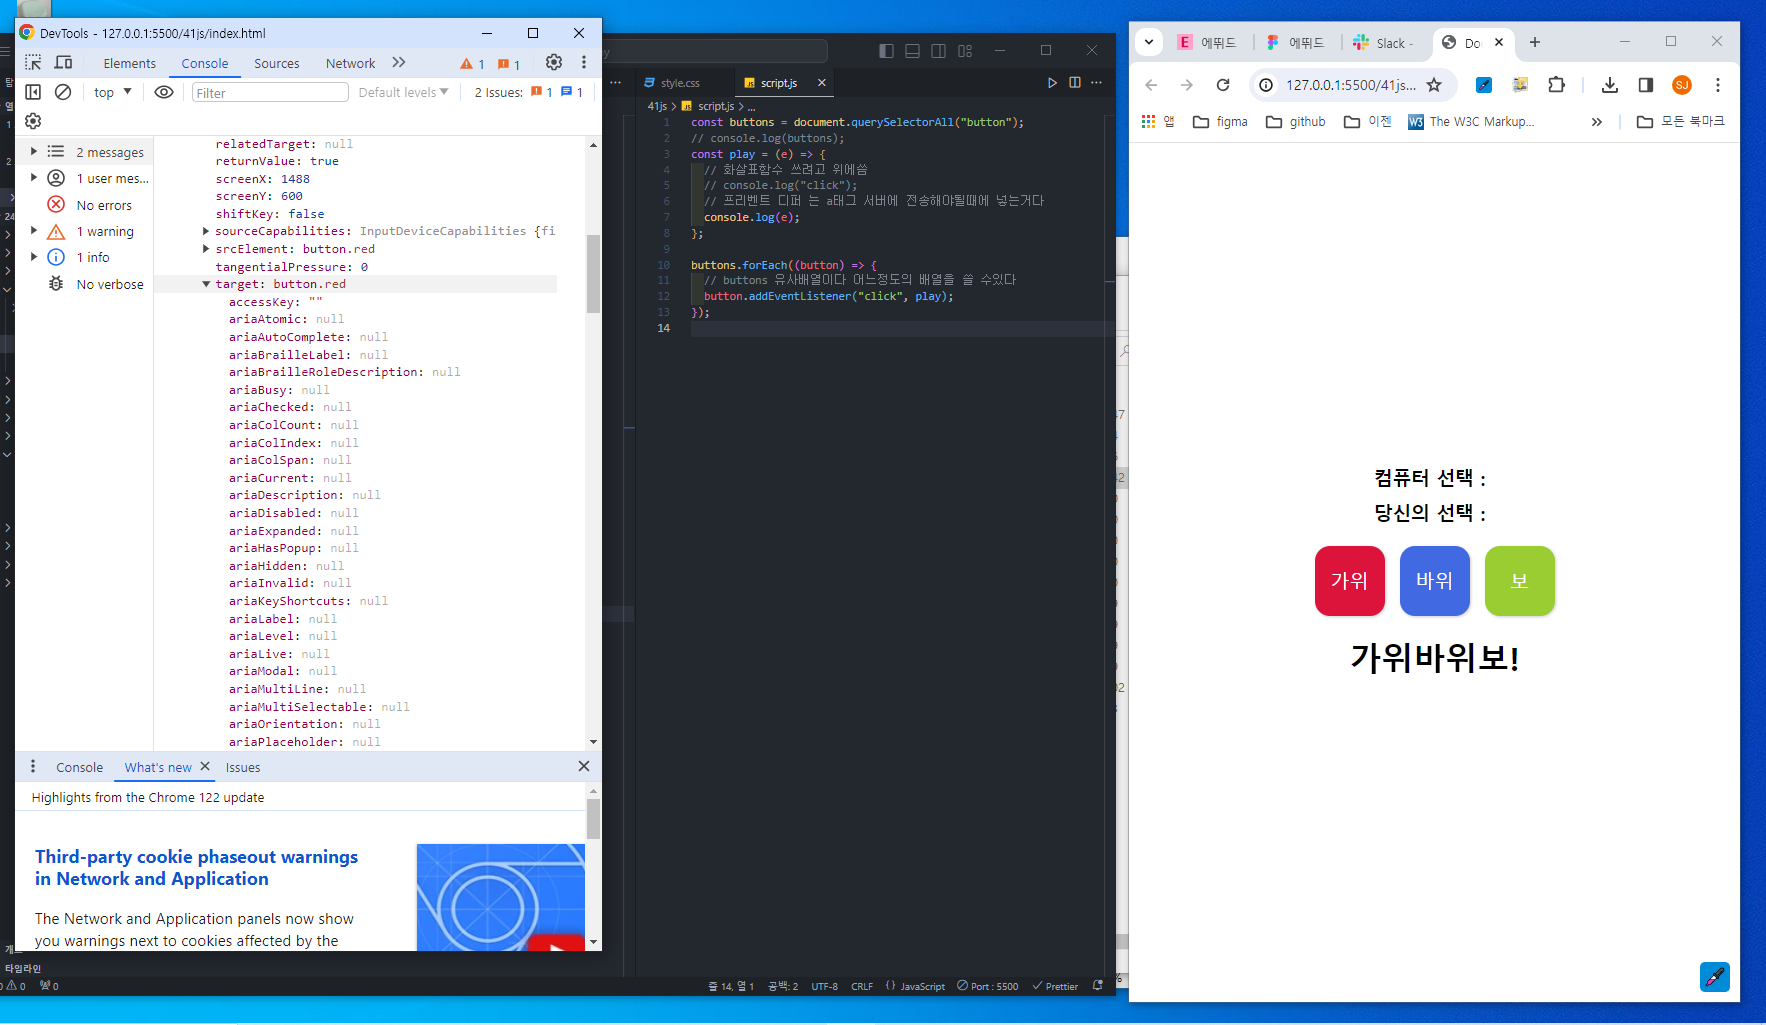 DevTools - 127.0.0.1:5500/41js/index.html
Elements
Console
Sources
Network
1
1
top
Filter
Default levels
2 Issues:
1
1
2 messages
1 user mes...
No errors
1 warning
1 info
No verbose
relatedTarget: null
returnValue: true
screenX: 1488
screenY: 600
shiftKey: false
sourceCapabilities: InputDeviceCapabilities {fi
srcElement: button.red
tangentialPressure: 0
target: button.red
accessKey: ""
ariaAtomic: null
ariaAutoComplete: null
ariaBrailleLabel: null
ariaBrailleRoleDescription: null
ariaBusy: null
ariaChecked: null
ariaColCount: null
ariaColIndex: null
ariaColSpan: null
ariaCurrent: null
ariaDescription: null
ariaDisabled: null
ariaExpanded: null
ariaHasPopup: null
ariaHidden: null
ariaInvalid: null
ariaKeyShortcuts: null
ariaLabel: null
ariaLevel: null
ariaLive: null
ariaModal: null
ariaMultiLine: null
ariaMultiSelectable: null
ariaOrientation: null
ariaPlaceholder: null
Console
What's new
Issues
Highlights from the Chrome 122 update
Third-party cookie phaseout warnings
in Network and Application
The Network and Application panels now show
you warnings next to cookies affected by the
타임라인
0
0
style.css
script.js
41js > script.js > ...
1 const buttons = document.querySelectorAll("button");
2 // console.log(buttons);
3 const play = (e) => {
4 // 화살표함수 쓰려고 위에씀
5 // console.log("click");
6 // 프리벤트 디퍼 는 a태그 서버에 전송해야될때에 넣는거다
7 console.log(e);
8 };
9
10 buttons.forEach((button) => {
11 // buttons 유사배열이다 어느정도의 배열을 쓸 수있다
12 button.addEventListener("click", play);
13 });
14
줄 14, 열 1
공백: 2
UTF-8
CRLF
{} JavaScript
Port : 5500
Prettier
E 에뛰드
에뛰드
Slack -
Do
127.0.0.1:5500/41js...
SJ
앱
figma
github
이젠
W3 The W3C Markup...
모든 북마크
컴퓨터 선택 :
당신의 선택 :
가위
바위
보
가위바위보!